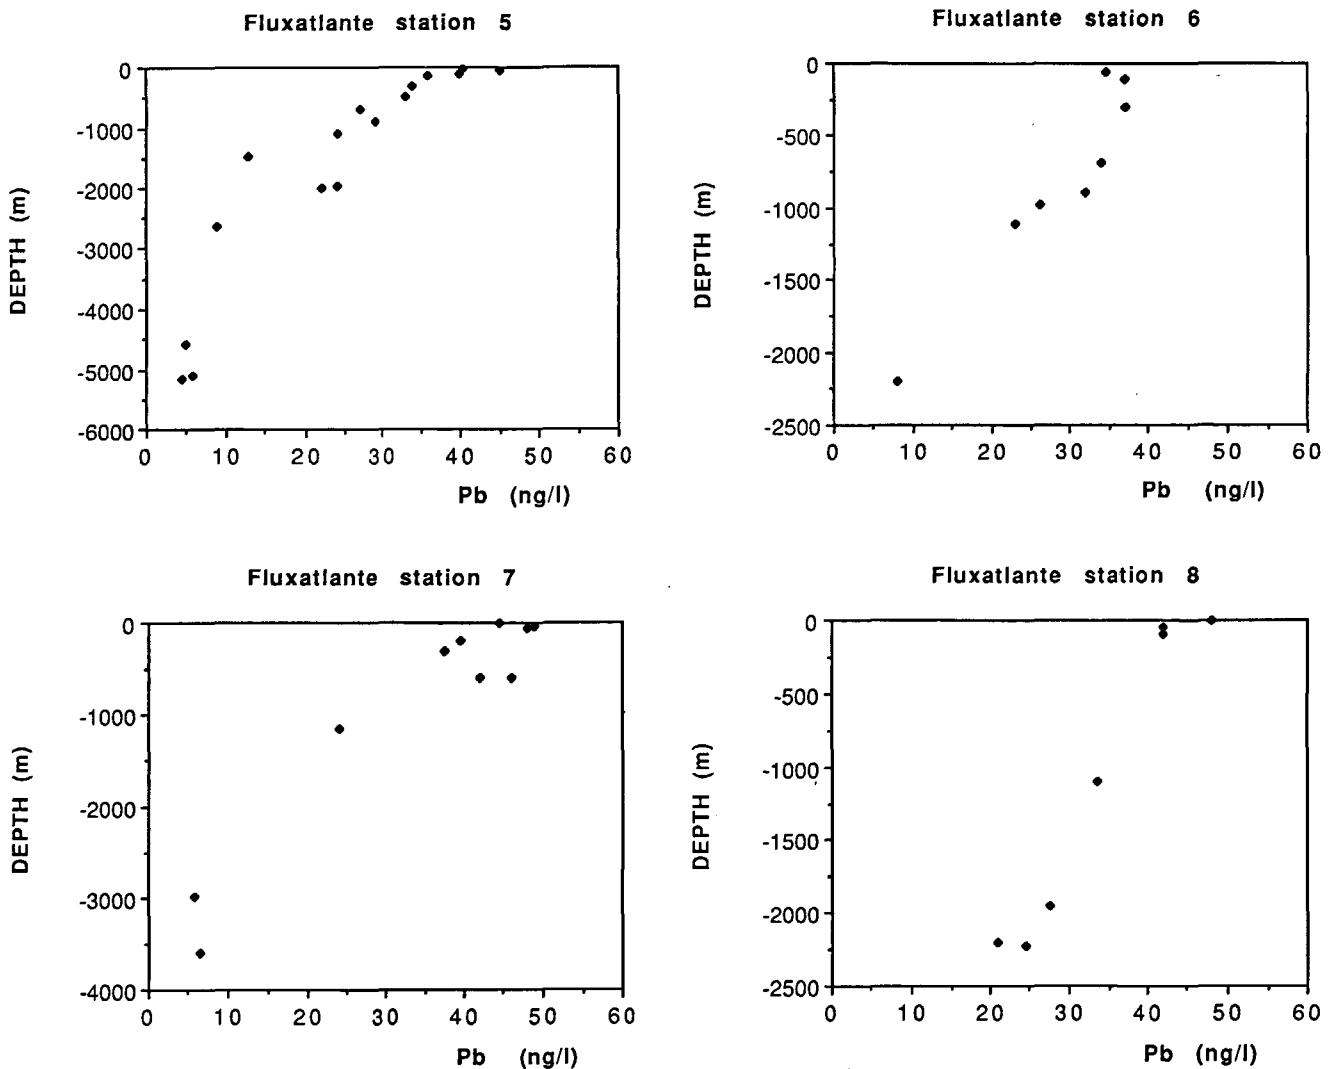 Fluxatlante station 5
0
-1000
-2000
-3000
-4000
-5000
-6000
0 10 20 30 40 50 60
DEPTH (m)
Pb (ng/l)
Fluxatlante station 6
0
-500
-1000
-1500
-2000
-2500
0 10 20 30 40 50 60
DEPTH (m)
Pb (ng/l)
Fluxatlante station 7
0
-1000
-2000
-3000
-4000
0 10 20 30 40 50 60
DEPTH (m)
Pb (ng/l)
Fluxatlante station 8
0
-500
-1000
-1500
-2000
-2500
0 10 20 30 40 50 60
DEPTH (m)
Pb (ng/l)